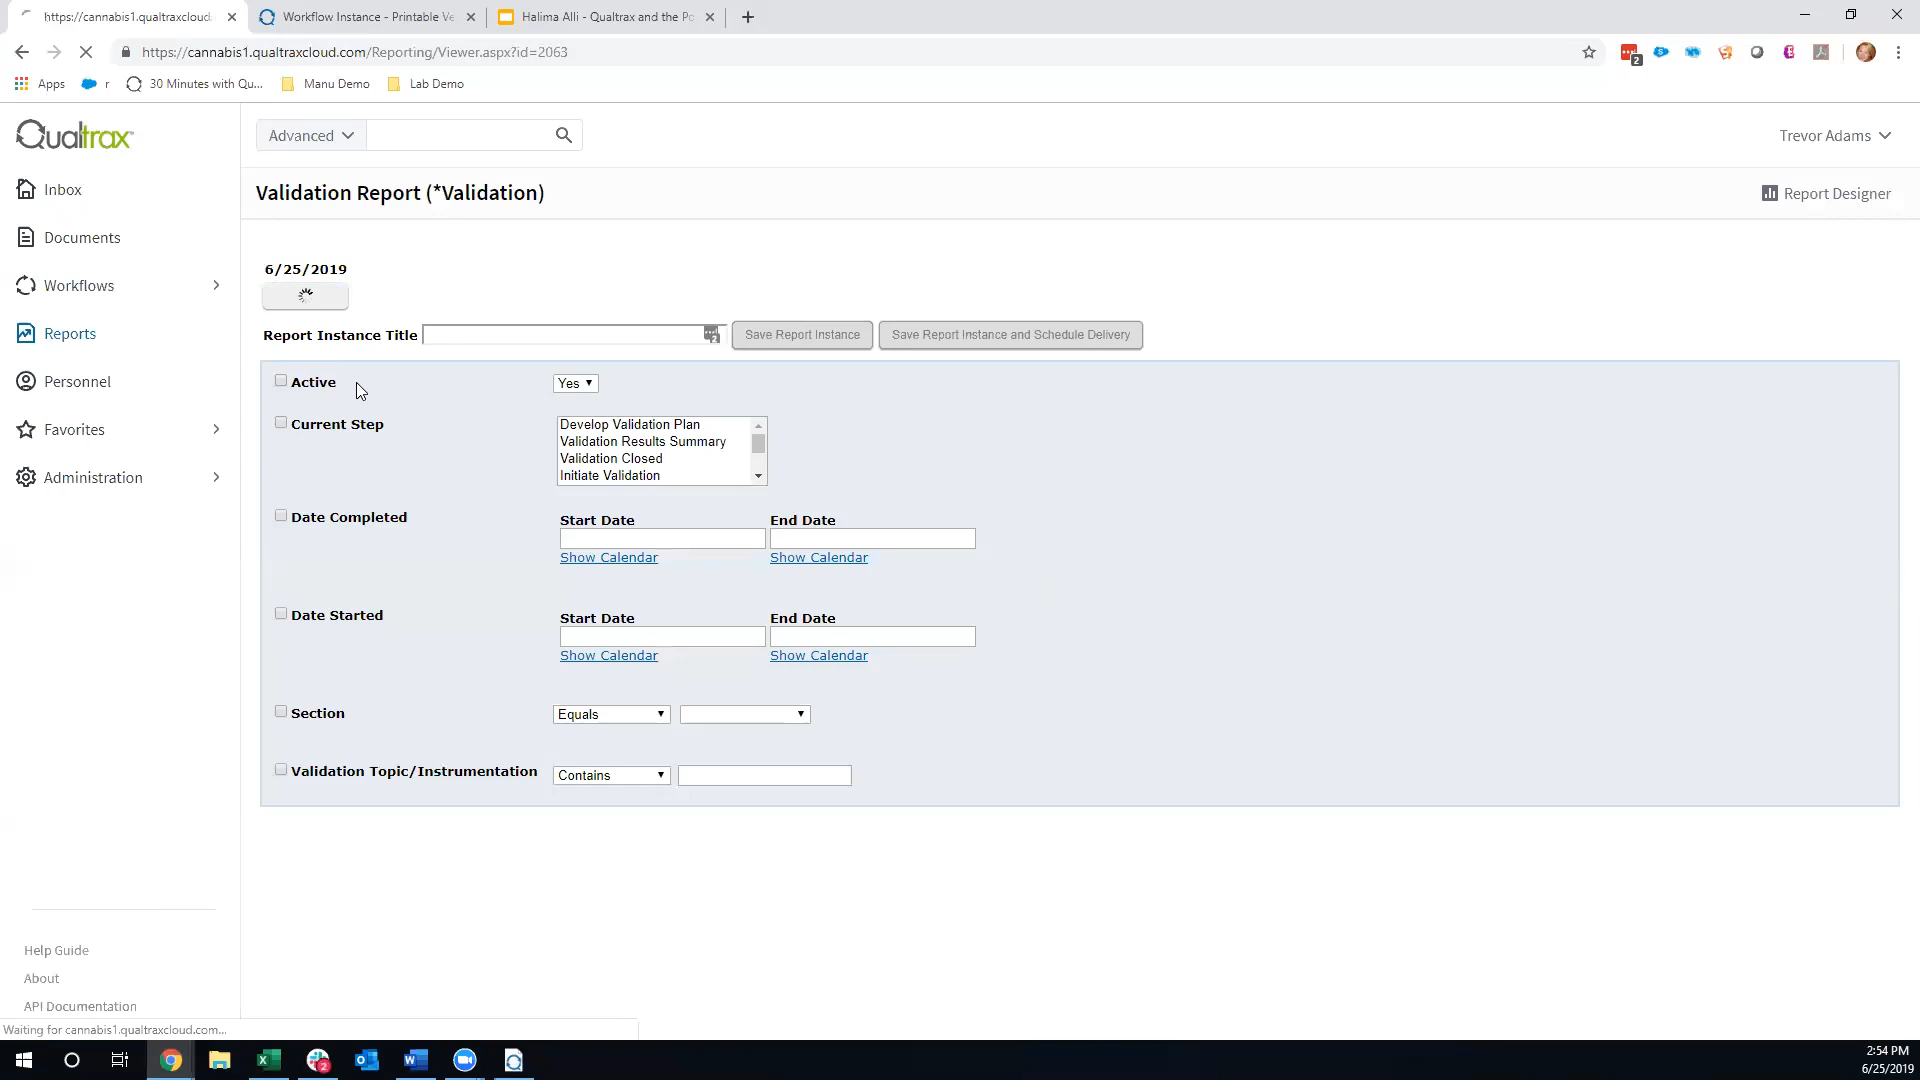 https://cannabis1.qualtraxcloud
Workflow Instance - Printable Ve
Halima Alli - Qualtrax and the Po
https://cannabis1.qualtraxcloud.com/Reporting/Viewer.aspx?id=2063
2
Apps
r
30 Minutes with Qu...
Manu Demo
Lab Demo
Qualtrax
Advanced
Trevor Adams
Inbox
Validation Report (*Validation)
Report Designer
Documents
6/25/2019
Workflows
Report Instance Title
Save Report Instance
Save Report Instance and Schedule Delivery
Reports
Active
Yes
Personnel
Current Step
Develop Validation Plan
Validation Results Summary
Validation Closed
Initiate Validation
Favorites
Administration
Date Completed
Start Date
End Date
Show Calendar
Show Calendar
Date Started
Start Date
End Date
Show Calendar
Show Calendar
Section
Equals
Validation Topic/Instrumentation
Contains
Help Guide
About
API Documentation
Waiting for cannabis1.qualtraxcloud.com...
2
2:54 PM
6/25/2019